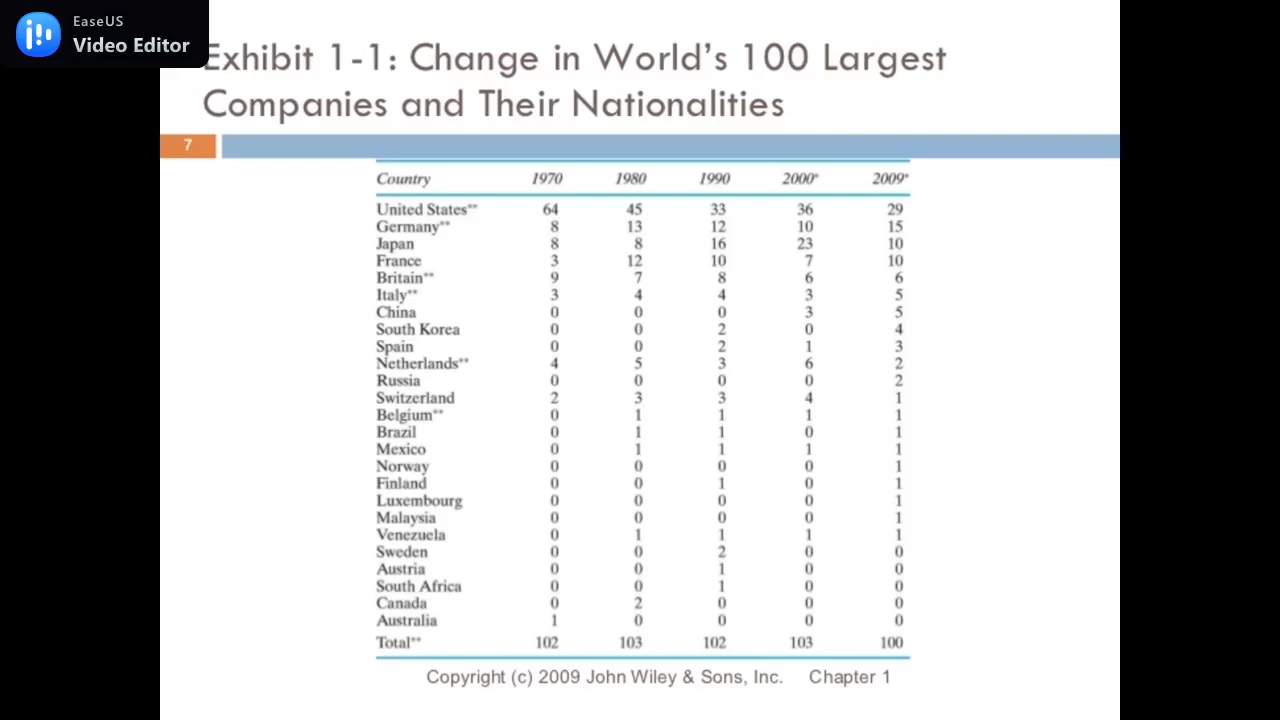 EaseUS
Video Editor
Exhibit 1-1: Change in World's 100 Largest
Companies and Their Nationalities
7
Country 1970 1980 1990 2000* 2009*
United States** 64 45 33 36 29
Germany** 8 13 12 10 15
Japan 8 8 16 23 10
France 3 12 10 7 10
Britain** 9 7 8 6 6
Italy** 3 4 4 3 5
China 0 0 0 3 5
South Korea 0 0 2 0 4
Spain 0 0 2 1 3
Netherlands** 4 5 3 6 2
Russia 0 0 0 0 2
Switzerland 2 3 3 4 1
Belgium** 0 1 1 1 1
Brazil 0 1 1 0 1
Mexico 0 1 1 1 1
Norway 0 0 0 0 1
Finland 0 0 1 0 1
Luxembourg 0 0 0 0 1
Malaysia 0 0 0 0 1
Venezuela 0 1 1 1 1
Sweden 0 0 2 0 0
Austria 0 0 1 0 0
South Africa 0 0 1 0 0
Canada 0 2 0 0 0
Australia 1 0 0 0 0
Total** 102 103 102 103 100
Copyright (c) 2009 John Wiley & Sons, Inc. Chapter 1